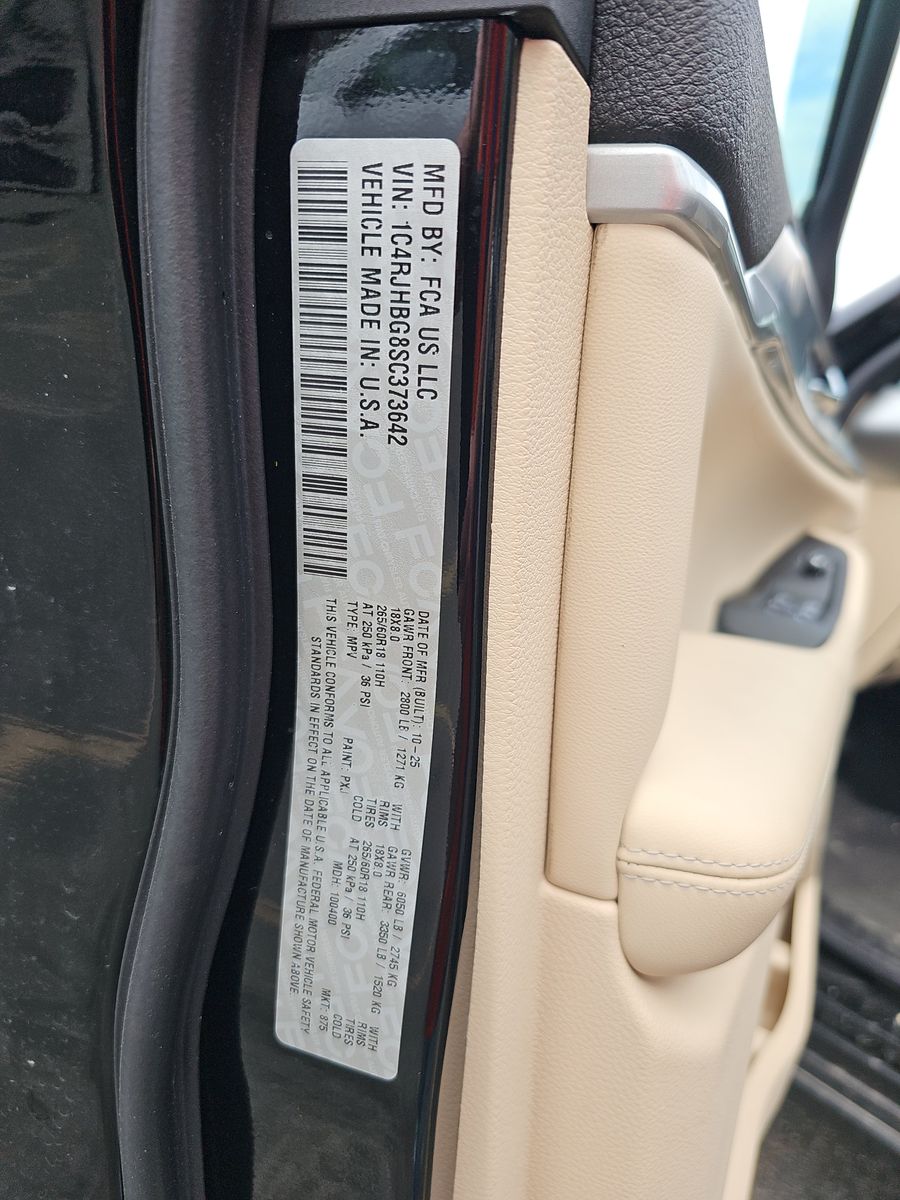 MFD BY: FCA US LLC
VIN: 1C4RJHBG8SC373642
VEHICLE MADE IN: U.S.A.
DATE OF MFR (BUILT): 10-25
GVWR: 6050 LB / 2745 KG
GAWR FRONT: 2800 LB / 1271 KG WITH
GAWR REAR: 3350 LB / 1520 KG WITH
18X8.0 RIMS
18X8.0 RIMS
265/60R18 110H TIRES
265/60R18 110H TIRES
AT 250 kPa / 36 PSI COLD
AT 250 kPa / 36 PSI COLD
TYPE: MPV PAINT: MDH: 100400 MKT: 875
THIS VEHICLE CONFORMS TO ALL APPLICABLE U.S.A. FEDERAL MOTOR VEHICLE SAFETY
STANDARDS IN EFFECT ON THE DATE OF MANUFACTURE SHOWN ABOVE.